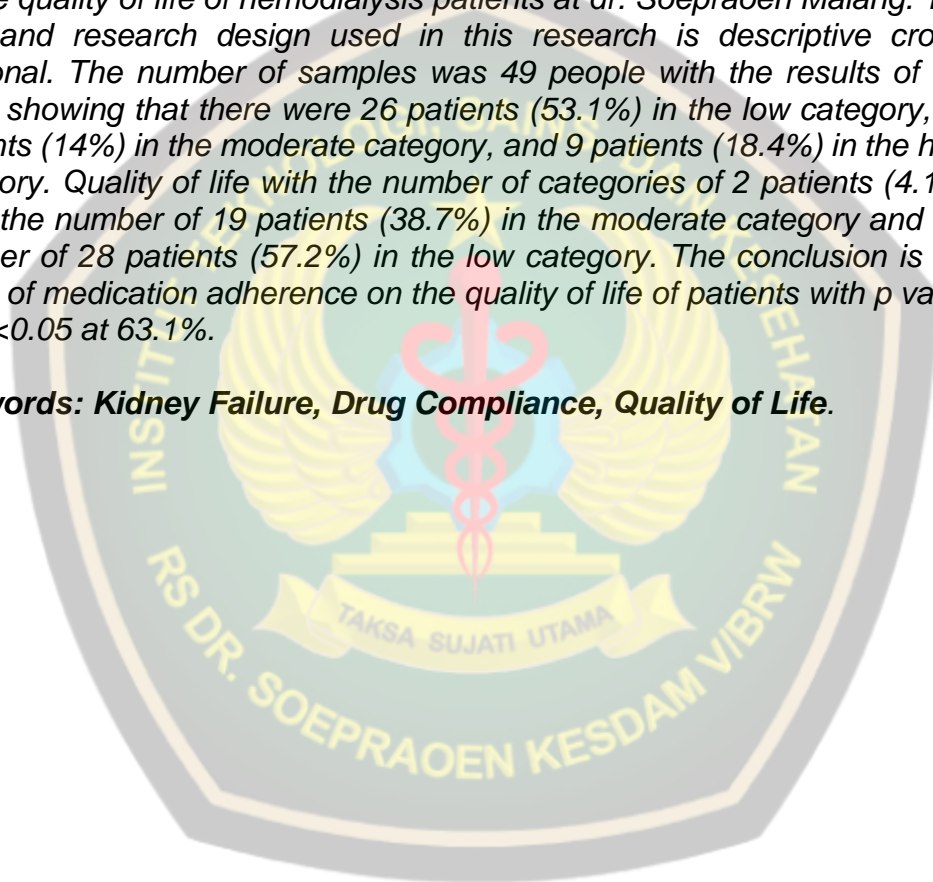 quality of life of hemodialysis patients at dr. Soepraoen Malang.
and research design used in this research is descriptive cro
onal. The number of samples was 49 people with the results of
showing that there were 26 patients (53.1%) in the low category,
nts (14%) in the moderate category, and 9 patients (18.4%) in the h
ory. Quality of life with the number of categories of 2 patients (4.1
the number of 19 patients (38.7%) in the moderate category and
er of 28 patients (57.2%) in the low category. The conclusion is
of medication adherence on the quality of life of patients with p va
<0.05 at 63.1%.
words: Kidney Failure, Drug Compliance, Quality of Life.
INSTITUT TEKNOLOGI, SAINS, DAN KESEHATAN
TAKSA SUJATI UTAMA
RS DR. SOEPRAOEN KESDAM V/BRW